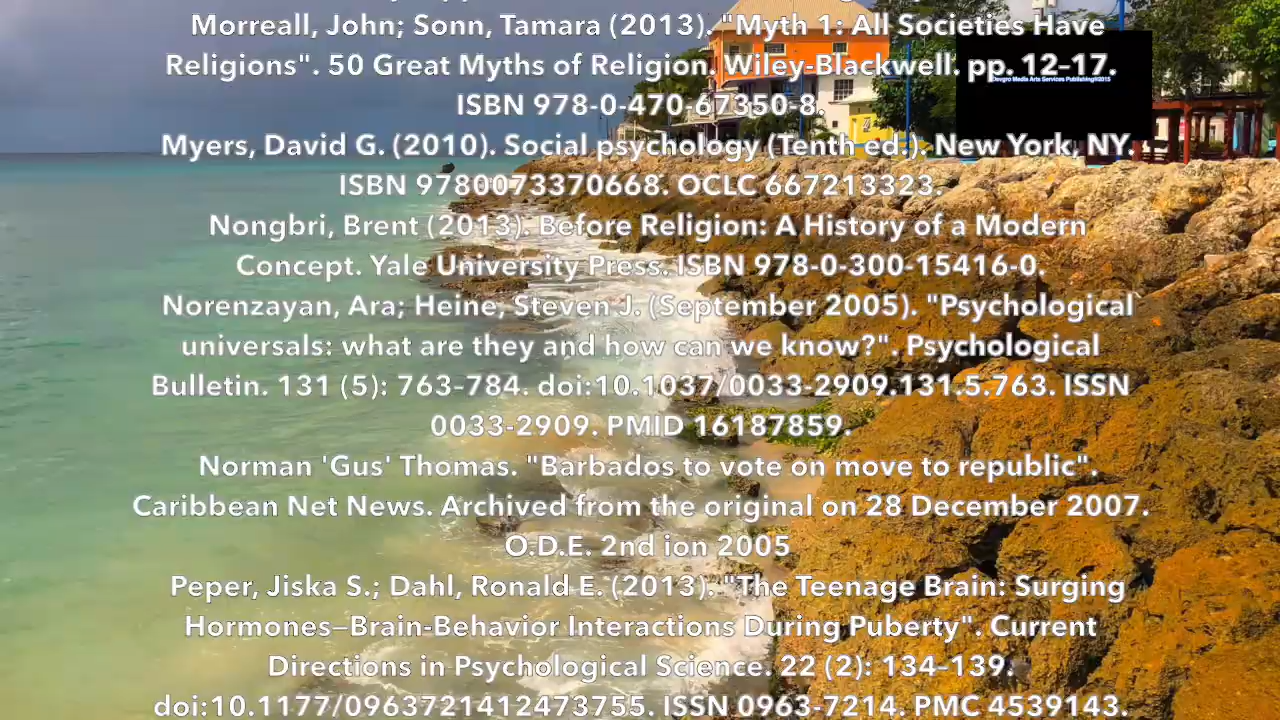 Morreall, John; Sonn, Tamara (2013). "Myth 1: All Societies Have
Religions". 50 Great Myths of Religion. Wiley-Blackwell. pp. 12–17.
ISBN 978-0-470-67350-8.
Devgro Media Arts Services Publishing®2015
Myers, David G. (2010). Social psychology (Tenth ed.). New York, NY.
ISBN 9780073370668. OCLC 667213323.
Nongbri, Brent (2013). Before Religion: A History of a Modern
Concept. Yale University Press. ISBN 978-0-300-15416-0.
Norenzayan, Ara; Heine, Steven J. (September 2005). "Psychological
universals: what are they and how can we know?". Psychological
Bulletin. 131 (5): 763–784. doi:10.1037/0033-2909.131.5.763. ISSN
0033-2909. PMID 16187859.
Norman 'Gus' Thomas. "Barbados to vote on move to republic".
Caribbean Net News. Archived from the original on 28 December 2007.
O.D.E. 2nd ion 2005
Peper, Jiska S.; Dahl, Ronald E. (2013). "The Teenage Brain: Surging
Hormones—Brain-Behavior Interactions During Puberty". Current
Directions in Psychological Science. 22 (2): 134–139.
doi:10.1177/0963721412473755. ISSN 0963-7214. PMC 4539143.